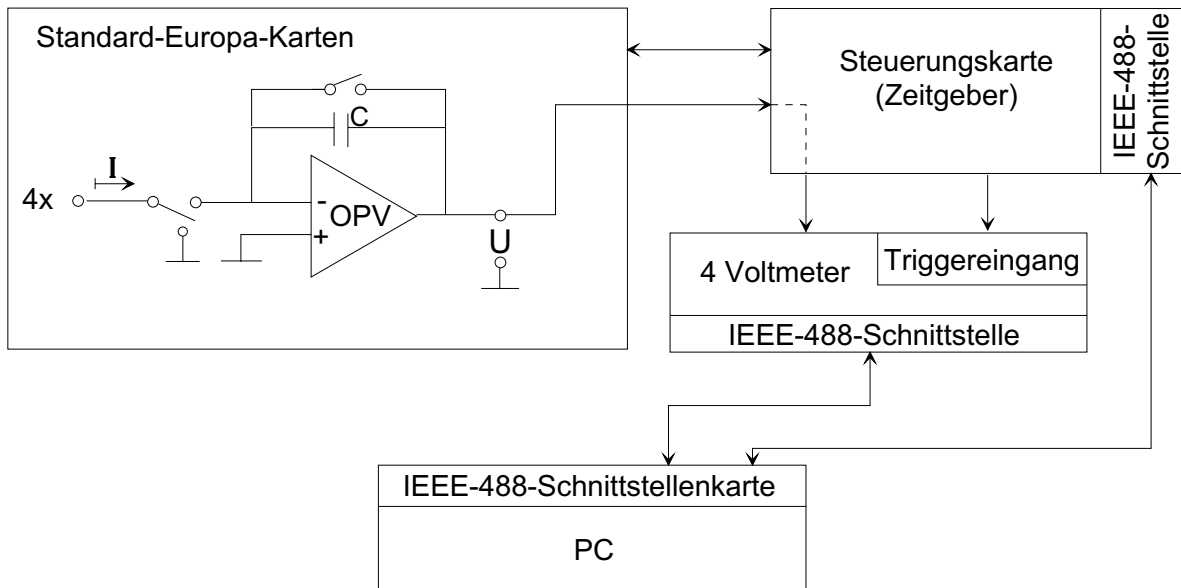 Standard-Europa-Karten
C
I
4x
-
OPV
+
U
Steuerungskarte
(Zeitgeber)
IEEE-488-
Schnittstelle
4 Voltmeter
Triggereingang
IEEE-488-Schnittstelle
IEEE-488-Schnittstellenkarte
PC